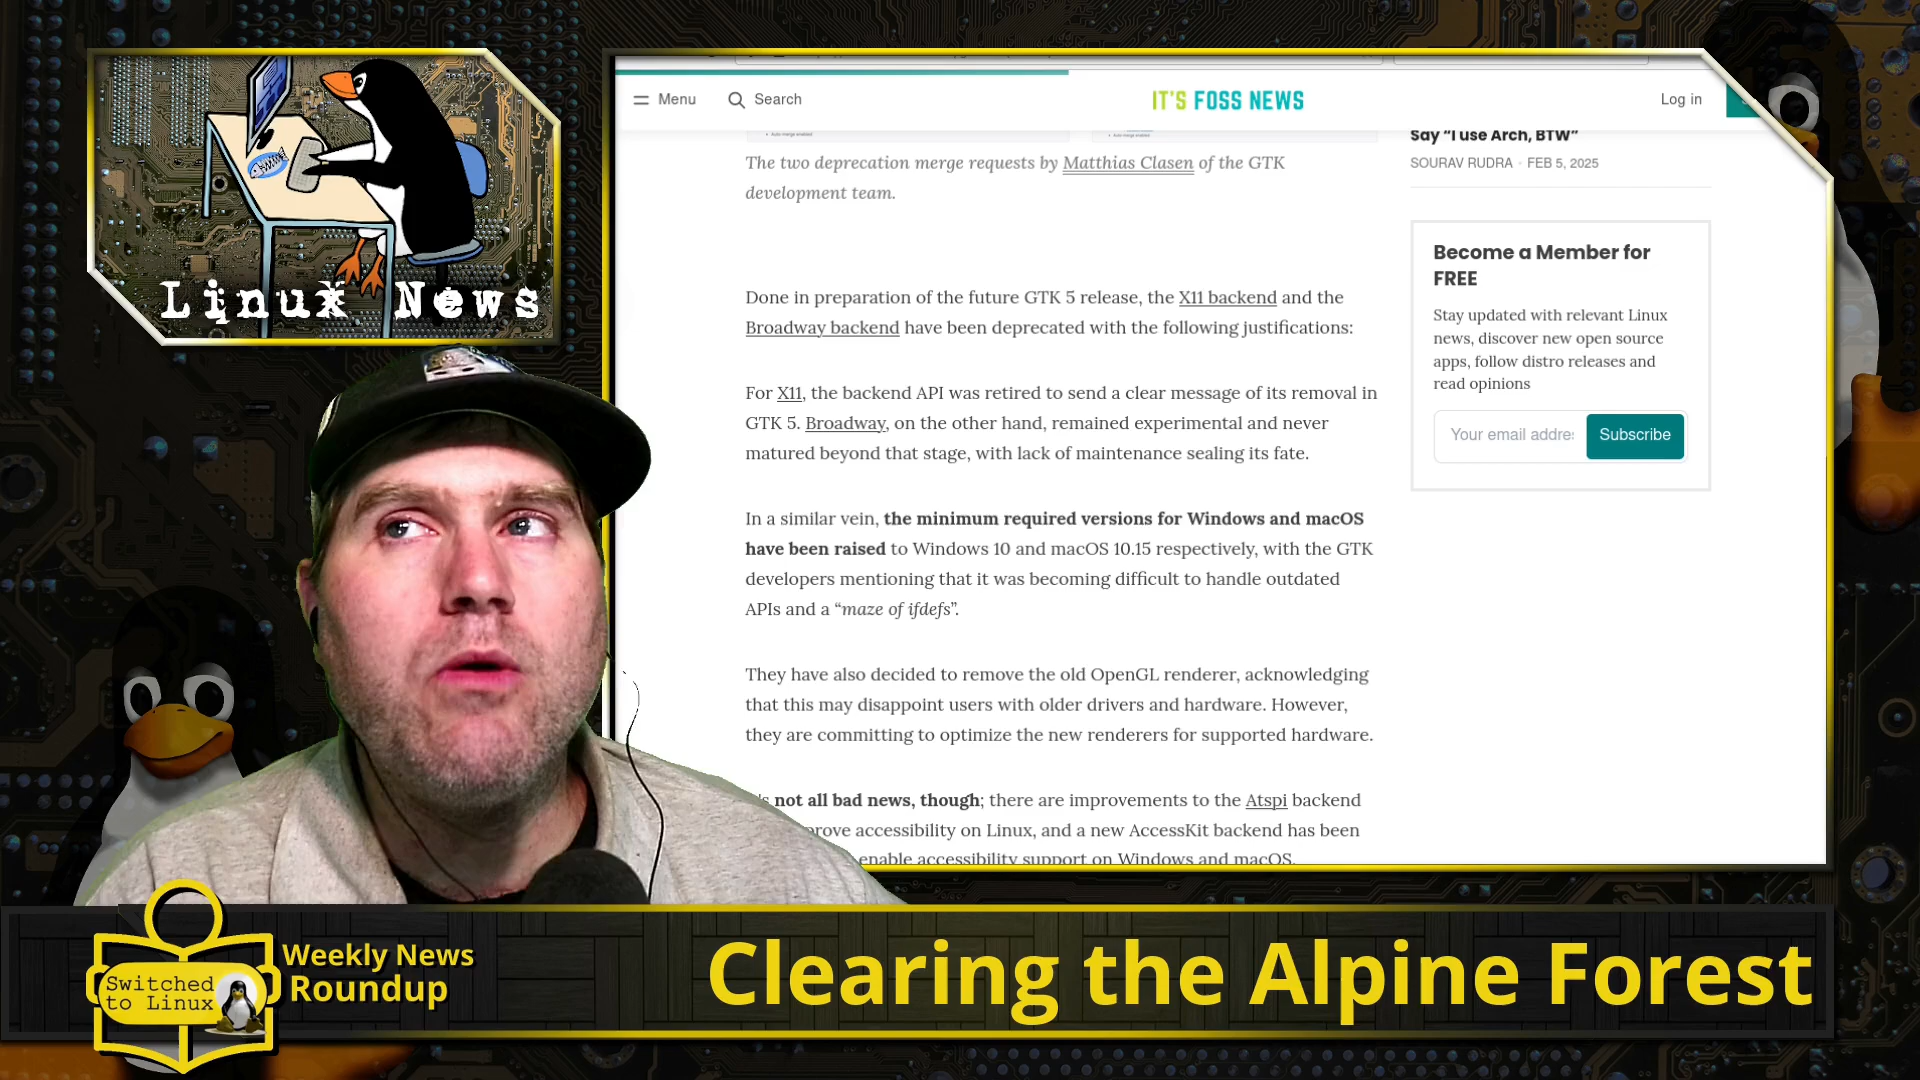 Linux News
Menu
Search
IT'S FOSS NEWS
Log in
The two deprecation merge requests by Matthias Clasen of the GTK
development team.
Done in preparation of the future GTK 5 release, the X11 backend and the
Broadway backend have been deprecated with the following justifications:
For X11, the backend API was retired to send a clear message of its removal in
GTK 5. Broadway, on the other hand, remained experimental and never
matured beyond that stage, with lack of maintenance sealing its fate.
In a similar vein, the minimum required versions for Windows and macOS
have been raised to Windows 10 and macOS 10.15 respectively, with the GTK
developers mentioning that it was becoming difficult to handle outdated
APIs and a “maze of ifdefs”.
They have also decided to remove the old OpenGL renderer, acknowledging
that this may disappoint users with older drivers and hardware. However,
they are committing to optimize the new renderers for supported hardware.
not all bad news, though; there are improvements to the Atspi backend
accessibility on Linux, and a new AccessKit backend has been
enable accessibility support on Windows and macOS.
Say “I use Arch, BTW”
SOURAV RUDRA • FEB 5, 2025
Become a Member for
FREE
Stay updated with relevant Linux
news, discover new open source
apps, follow distro releases and
read opinions
Your email addre
Subscribe
Switched
to Linux
Weekly News
Roundup
Clearing the Alpine Forest